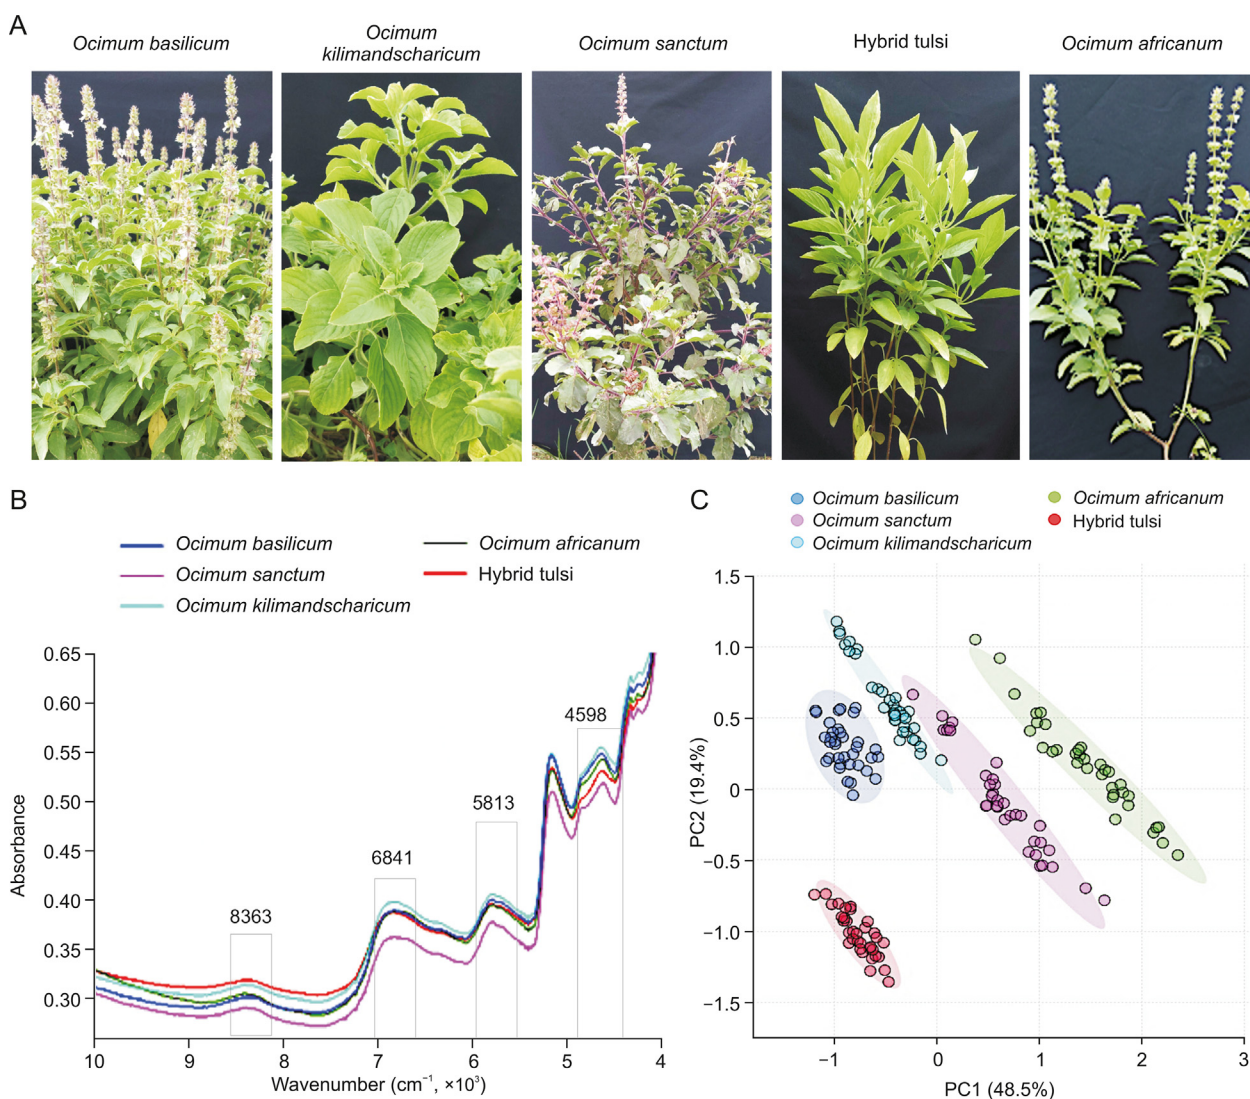 A
Ocimum basilicum
Ocimum
kilimandscharicum
Ocimum sanctum
Hybrid tulsi
Ocimum africanum
B
Ocimum basilicum
Ocimum africanum
Ocimum sanctum
Hybrid tulsi
Ocimum kilimandscharicum
0.65
0.60
0.55
0.50
0.45
0.40
0.35
0.30
Absorbance
8363
6841
5813
4598
10
9
8
7
6
5
4
Wavenumber (cm⁻¹, ×10³)
C
Ocimum basilicum
Ocimum africanum
Ocimum sanctum
Hybrid tulsi
Ocimum kilimandscharicum
1.5
1.0
0.5
0
−0.5
−1.0
−1.5
PC2 (19.4%)
−1
0
1
2
3
PC1 (48.5%)